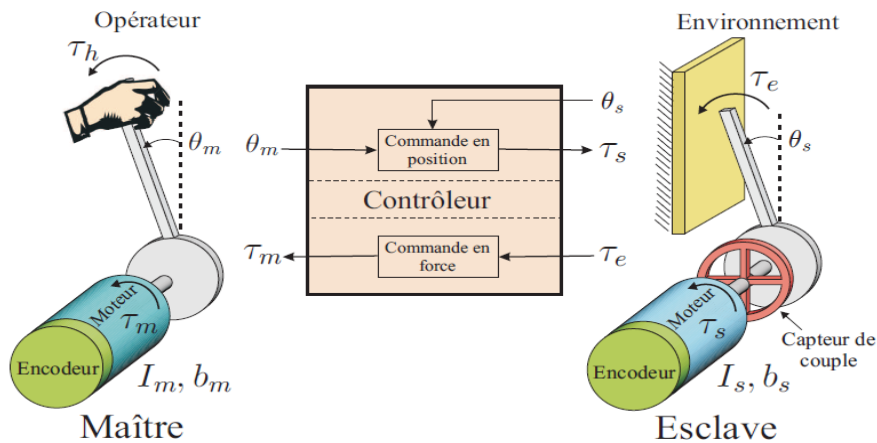 Opérateur
τh
θm
Encodeur
Moteur
τm
Im, bm
Maître
θs
θm
Commande en
position
τs
Contrôleur
τm
Commande en
force
τe
Environnement
τe
θs
Moteur
τs
Encodeur
Capteur de
couple
Is, bs
Esclave